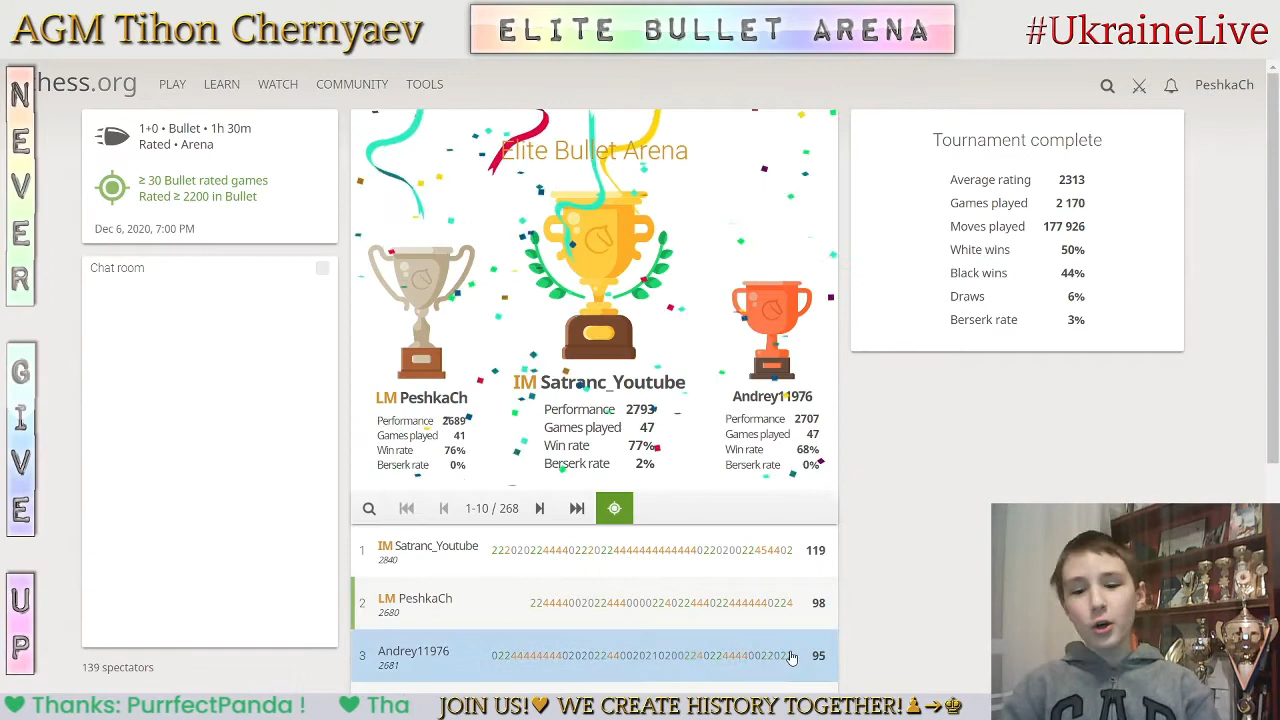 AGM Tihon Chernyaev
ELITE BULLET ARENA
#UkraineLive
NEVER
GIVE
UP
hess.org
PLAY LEARN WATCH COMMUNITY TOOLS
PeshkaCh
1+0 • Bullet • 1h 30m
Rated • Arena
≥ 30 Bullet rated games
Rated ≥ 2200 in Bullet
Dec 6, 2020, 7:00 PM
Chat room
139 spectators
Elite Bullet Arena
LM PeshkaCh
Performance 2689
Games played 41
Win rate 76%
Berserk rate 0%
IM Satranc_Youtube
Performance 2793
Games played 47
Win rate 77%
Berserk rate 2%
Andrey11976
Performance 2707
Games played 47
Win rate 68%
Berserk rate 0%
1-10 / 268
1 IM Satranc_Youtube 119
2840
2 LM PeshkaCh 98
2680
3 Andrey11976 95
2681
Tournament complete
Average rating 2313
Games played 2 170
Moves played 177 926
White wins 50%
Black wins 44%
Draws 6%
Berserk rate 3%
GAP
Thanks: PurrfectPanda ! Tha
JOIN US!🧡 WE CREATE HISTORY TOGETHER!♟→♔